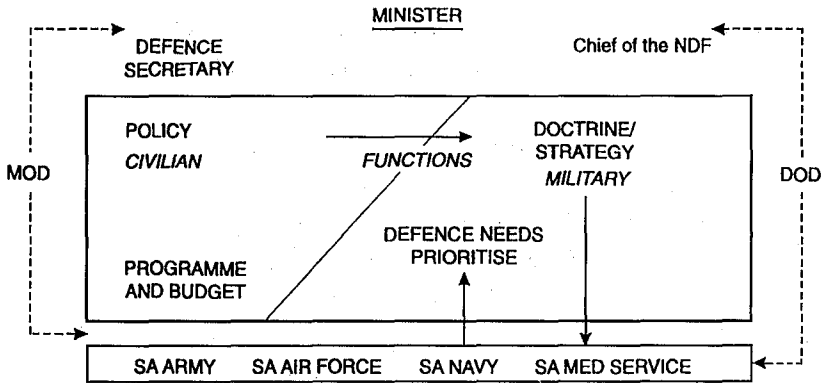 MINISTER
DEFENCE
SECRETARY
Chief of the NDF
POLICY
CIVILIAN
FUNCTIONS
DOCTRINE/
STRATEGY
MILITARY
MOD
DOD
DEFENCE NEEDS
PRIORITISE
PROGRAMME
AND BUDGET
SA ARMY SA AIR FORCE SA NAVY SA MED SERVICE